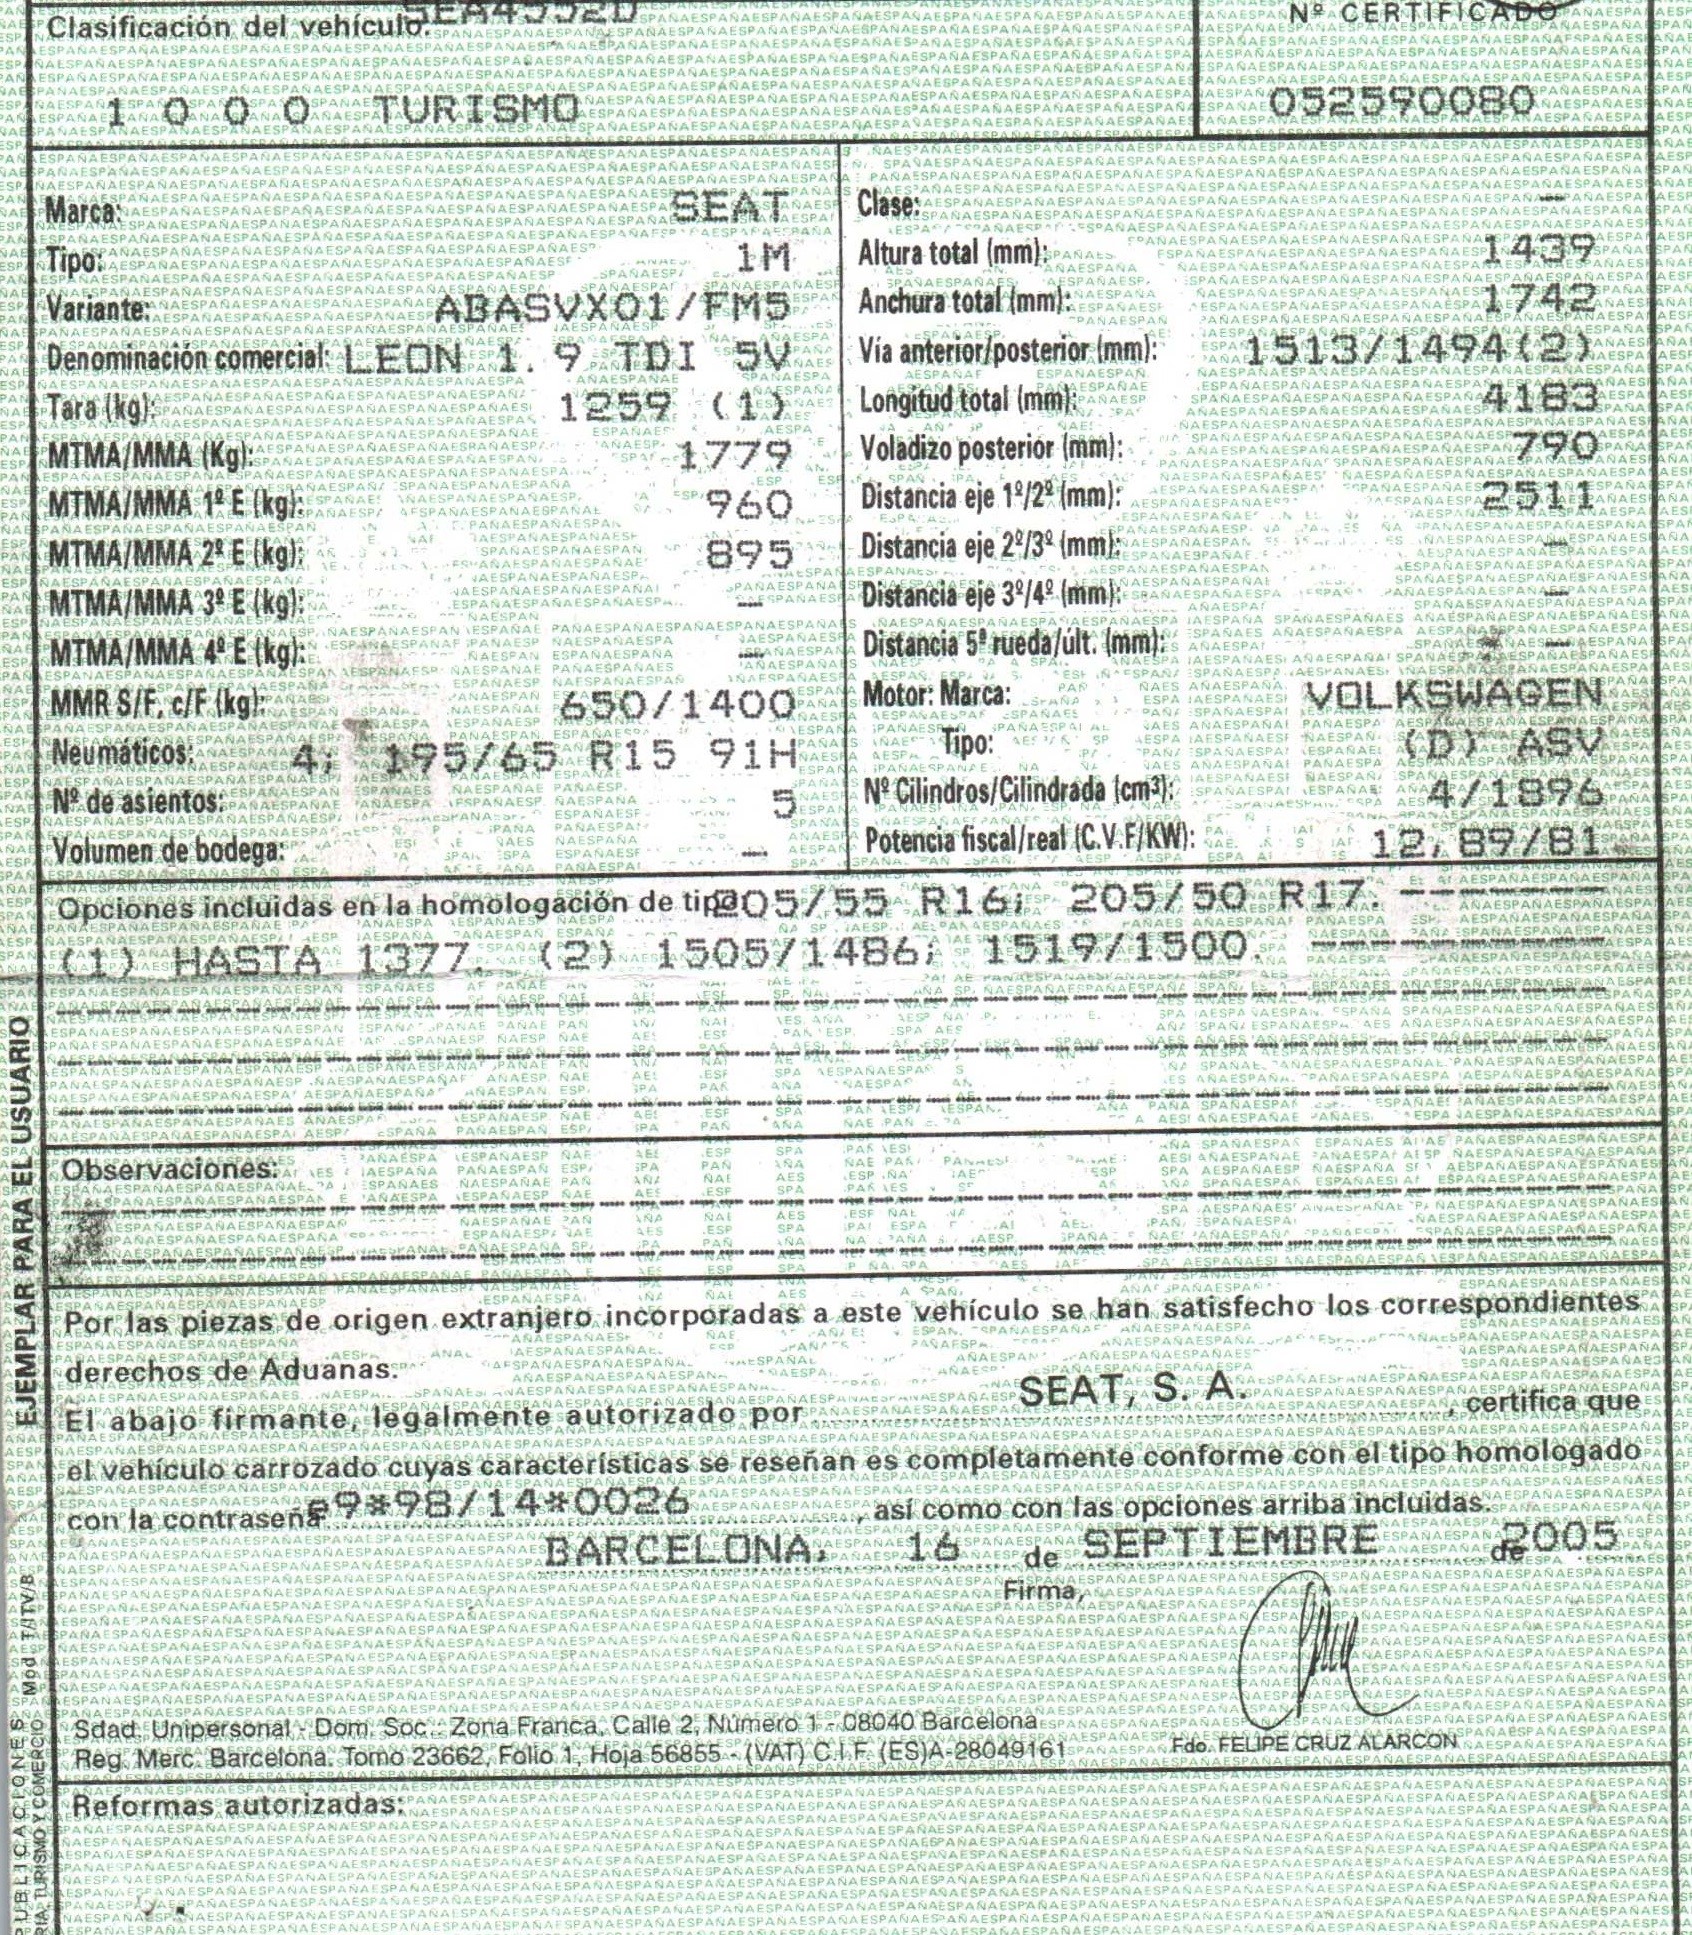 Clasificación del vehículo: SEA4552D
Nº CERTIFICADO
1 0 0 0 TURISMO
052590080
Marca: SEAT
Tipo: 1M
Variante: ABASVX01/FM5
Denominación comercial: LEON 1.9 TDI 5V
Tara (kg): 1259 (1)
MTMA/MMA (Kg): 1779
MTMA/MMA 1º E (kg): 960
MTMA/MMA 2º E (kg): 895
MTMA/MMA 3º E (kg): —
MTMA/MMA 4º E (kg): —
MMR S/F, c/F (kg): 650/1400
Neumáticos: 4; 195/65 R15 91H
Nº de asientos: 5
Volumen de bodega: —
Clase: —
Altura total (mm): 1439
Anchura total (mm): 1742
Vía anterior/posterior (mm): 1513/1494(2)
Longitud total (mm): 4183
Voladizo posterior (mm): 790
Distancia eje 1º/2º (mm): 2511
Distancia eje 2º/3º (mm): —
Distancia eje 3º/4º (mm): —
Distancia 5ª rueda/últ. (mm): —
Motor: Marca: VOLKSWAGEN
Tipo: (D) ASV
Nº Cilindros/Cilindrada (cm³): 4/1896
Potencia fiscal/real (C.V.F/KW): 12,89/81
Opciones incluidas en la homologación de tipo 205/55 R16; 205/50 R17.
(1) HASTA 1377. (2) 1505/1486; 1519/1500.
Observaciones:
Por las piezas de origen extranjero incorporadas a este vehículo se han satisfecho los correspondientes
derechos de Aduanas.
El abajo firmante, legalmente autorizado por SEAT, S. A., certifica que
el vehículo carrozado cuyas características se reseñan es completamente conforme con el tipo homologado
con la contraseña e9*98/14*0026, así como con las opciones arriba incluidas.
BARCELONA, 16 de SEPTIEMBRE de 2005
Firma,
Sdad. Unipersonal - Dom. Soc.: Zona Franca, Calle 2, Número 1 - 08040 Barcelona
Reg. Merc. Barcelona. Tomo 23662, Folio 1, Hoja 56855 - (VAT) C.I.F. (ES)A-28049161
Fdo. FELIPE CRUZ ALARCON
Reformas autorizadas:
EJEMPLAR PARA EL USUARIO
Mod. T/ITV/B
PUBLICACIONES
RIA, TURISMO Y COMERCIO